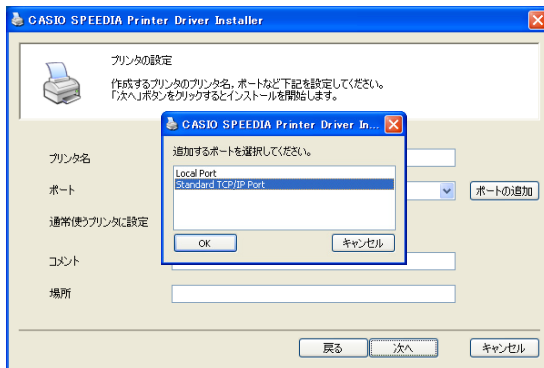 CASIO SPEEDIA Printer Driver Installer
プリンタの設定
作成するプリンタのプリンタ名, ポートなど下記を設定してください。
「次へ」ボタンをクリックするとインストールを開始します。
CASIO SPEEDIA Printer Driver In...
追加するポートを選択してください。
Local Port
Standard TCP/IP Port
OK
キャンセル
プリンタ名
ポート
ポートの追加
通常使うプリンタに設定
コメント
場所
戻る
次へ
キャンセル